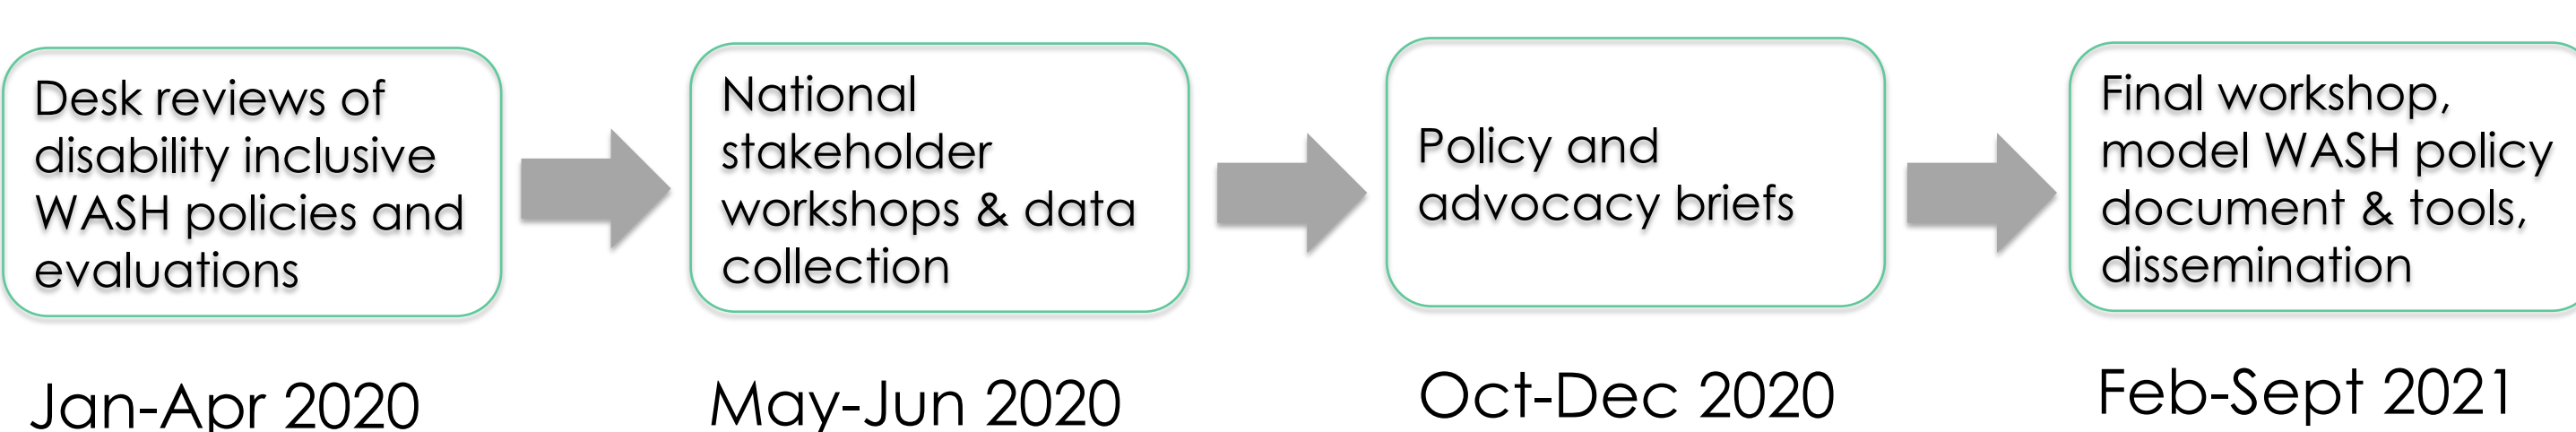 Desk reviews of
disability inclusive
WASH policies and
evaluations
Jan-Apr 2020
National
stakeholder
workshops & data
collection
May-Jun 2020
Policy and
advocacy briefs
Oct-Dec 2020
Final workshop,
model WASH policy
document & tools,
dissemination
Feb-Sept 2021